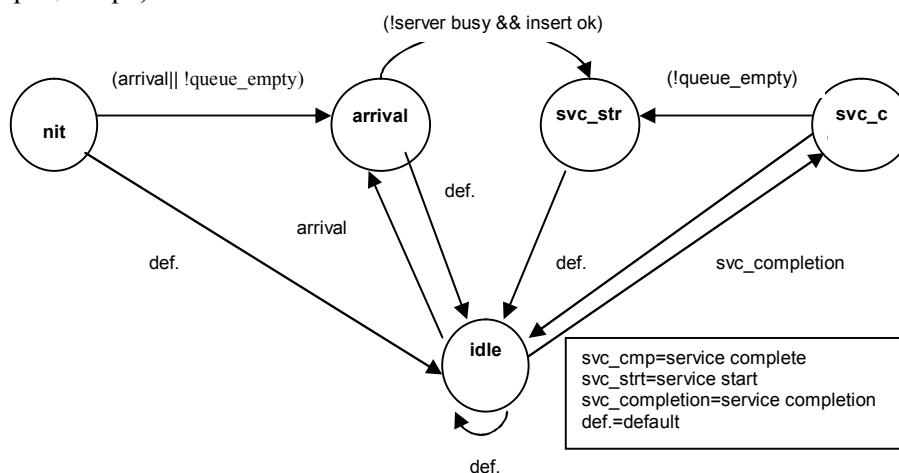 (!server busy && insert ok)
(arrival|| !queue_empty)
(!queue_empty)
nit
arrival
svc_str
svc_c
def.
arrival
def.
def.
svc_completion
idle
svc_cmp=service complete
svc_strt=service start
svc_completion=service completion
def.=default
def.